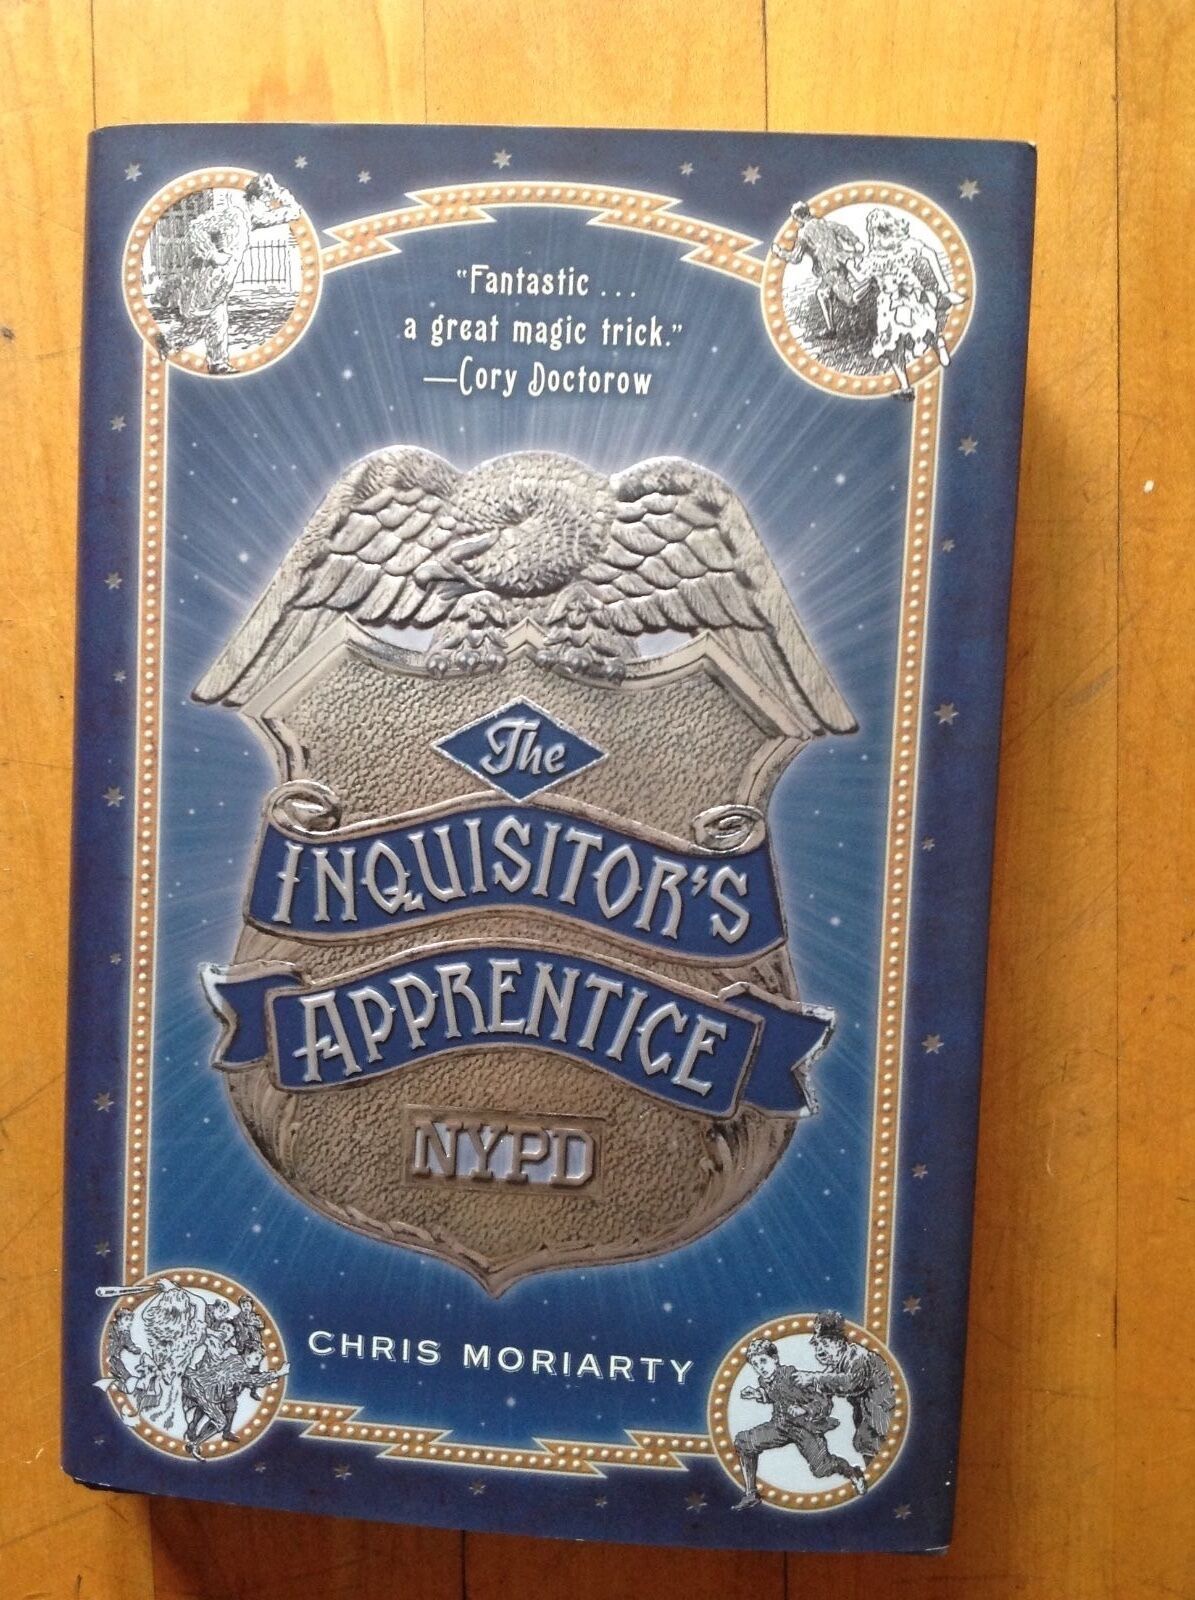 "Fantastic ...
a great magic trick."
—Cory Doctorow
The
INQUISITOR'S
APPRENTICE
NYPD
CHRIS MORIARTY